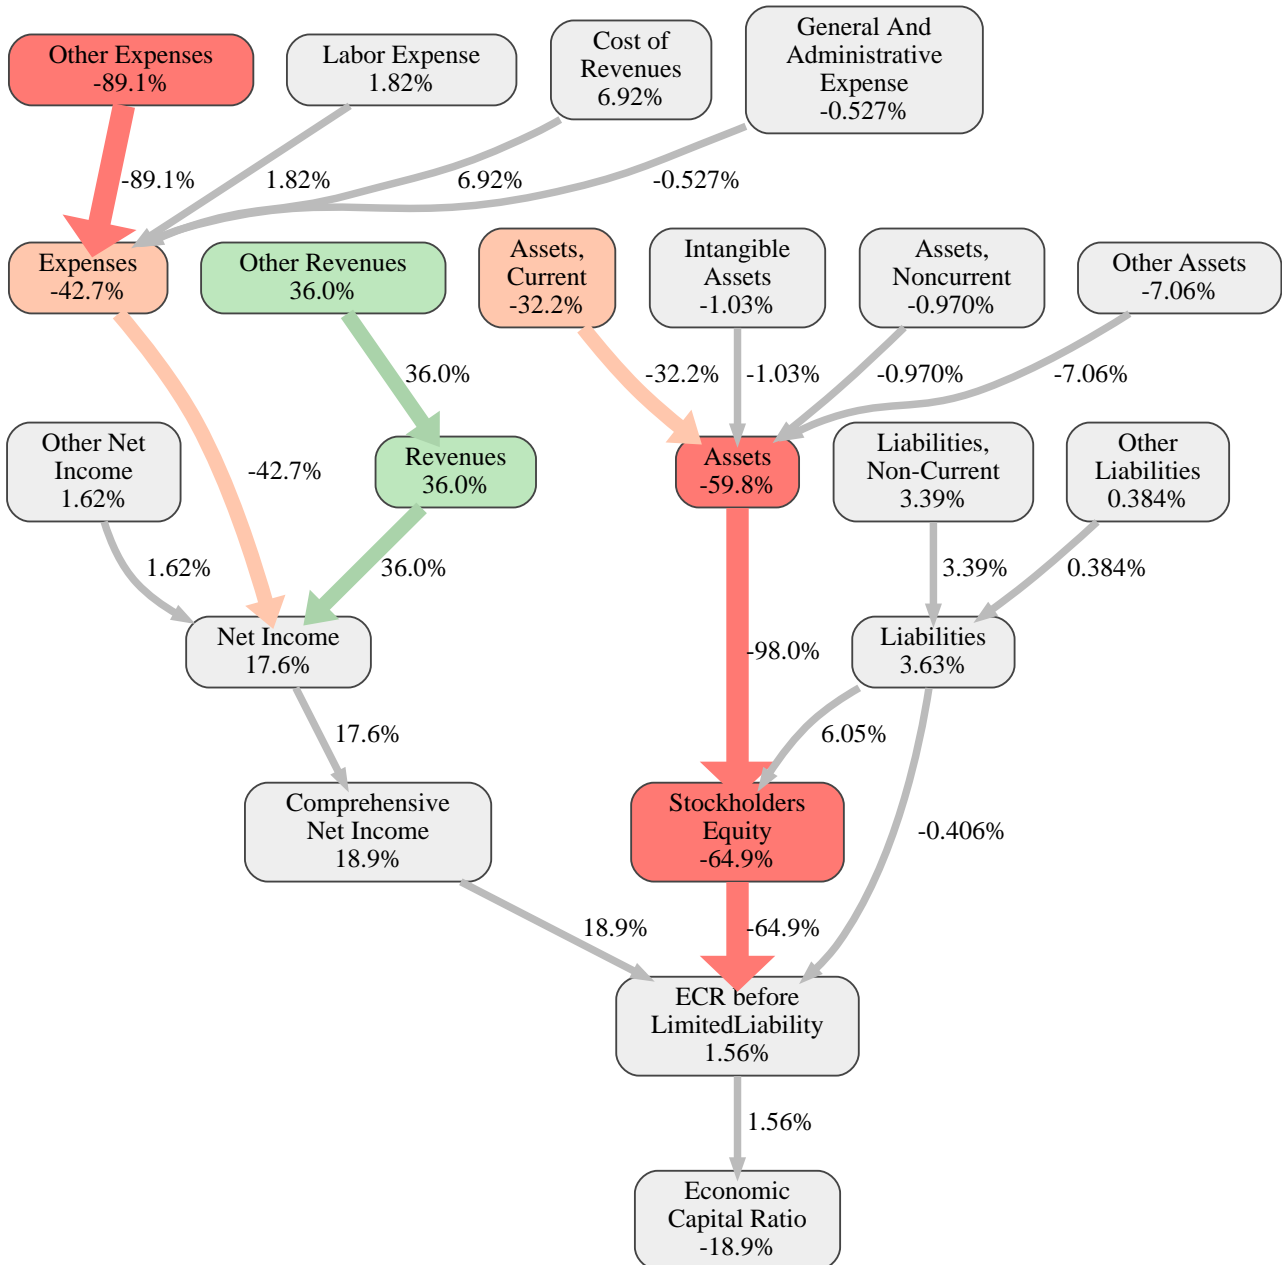 Other Expenses
-89.1%
Labor Expense
1.82%
Cost of
Revenues
6.92%
General And
Administrative
Expense
-0.527%
-89.1%
1.82%
6.92%
-0.527%
Expenses
-42.7%
Other Revenues
36.0%
Assets,
Current
-32.2%
Intangible
Assets
-1.03%
Assets,
Noncurrent
-0.970%
Other Assets
-7.06%
36.0%
-32.2%
-1.03%
-0.970%
-7.06%
Other Net
Income
1.62%
-42.7%
Revenues
36.0%
Assets
-59.8%
Liabilities,
Non-Current
3.39%
Other
Liabilities
0.384%
1.62%
36.0%
3.39%
0.384%
Net Income
17.6%
-98.0%
Liabilities
3.63%
17.6%
6.05%
Comprehensive
Net Income
18.9%
Stockholders
Equity
-64.9%
-0.406%
18.9%
-64.9%
ECR before
LimitedLiability
1.56%
1.56%
Economic
Capital Ratio
-18.9%